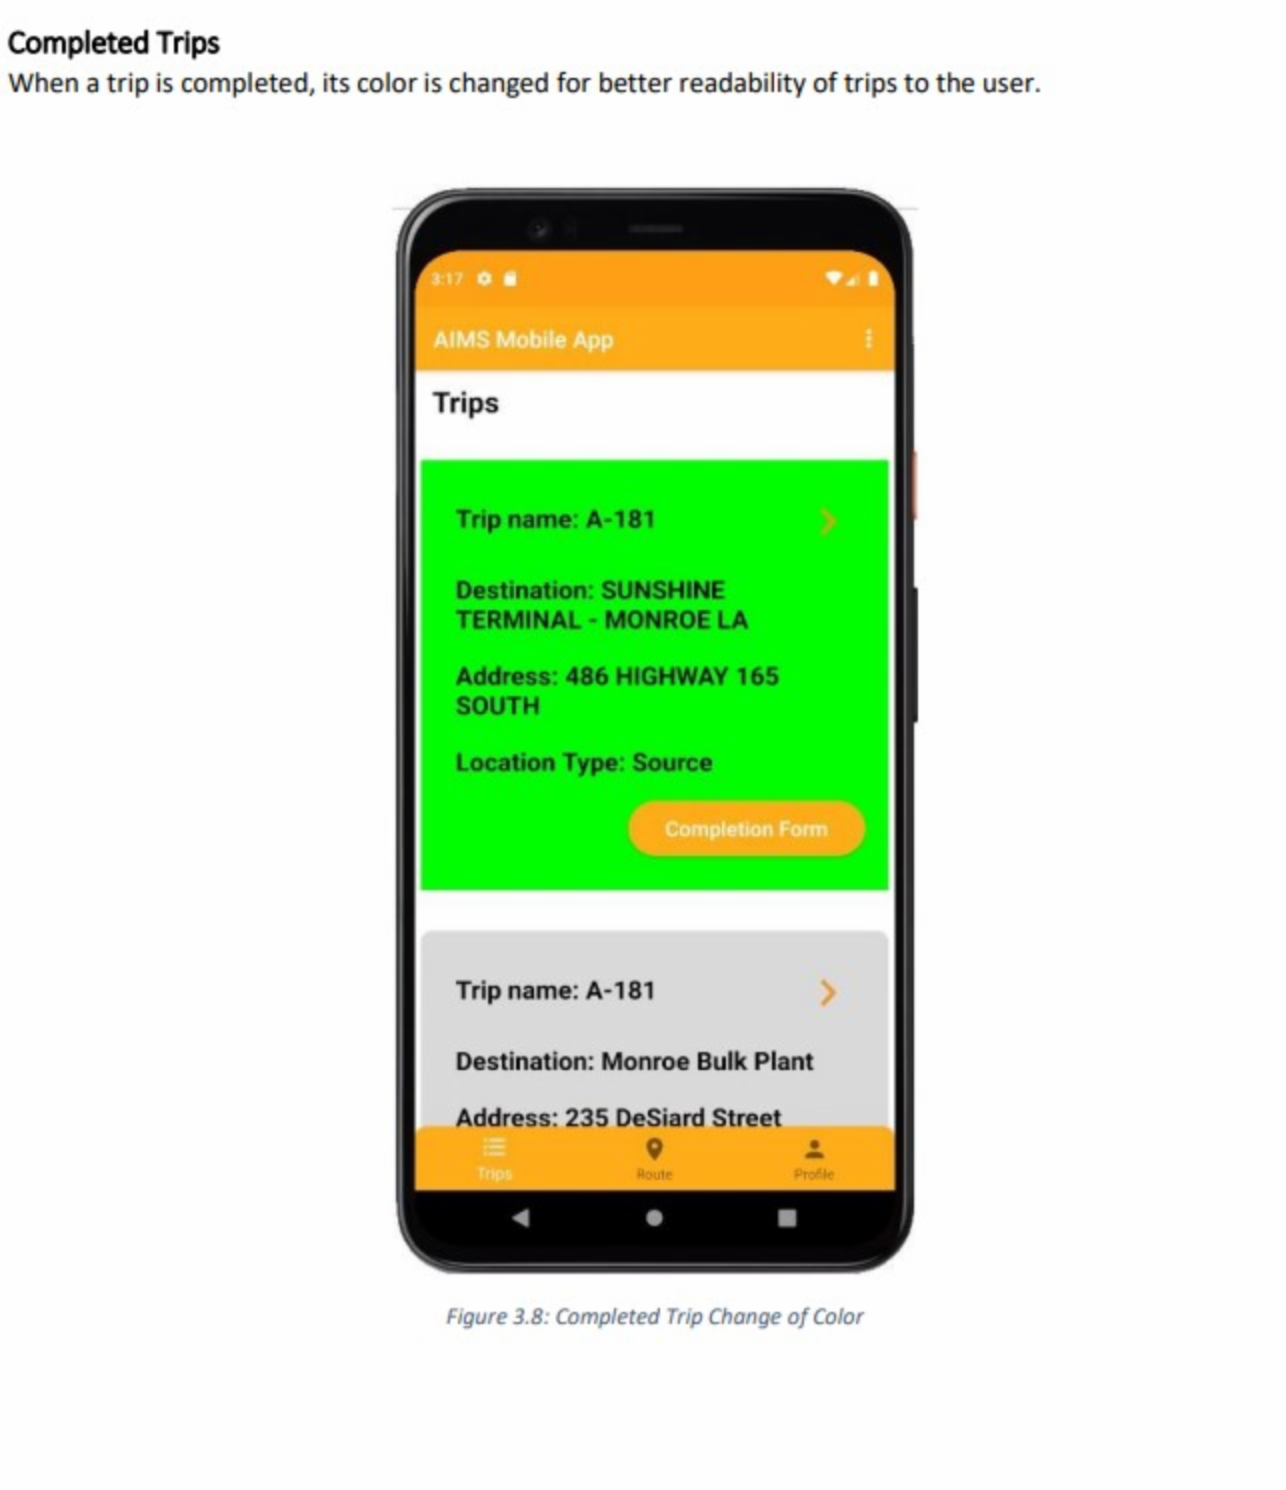 Completed Trips
When a trip is completed, its color is changed for better readability of trips to the user.
3:17
AIMS Mobile App
Trips
Trip name: A-181
Destination: SUNSHINE
TERMINAL - MONROE LA
Address: 486 HIGHWAY 165
SOUTH
Location Type: Source
Completion Form
Trip name: A-181
Destination: Monroe Bulk Plant
Address: 235 DeSiard Street
Trips Route Profile
Figure 3.8: Completed Trip Change of Color